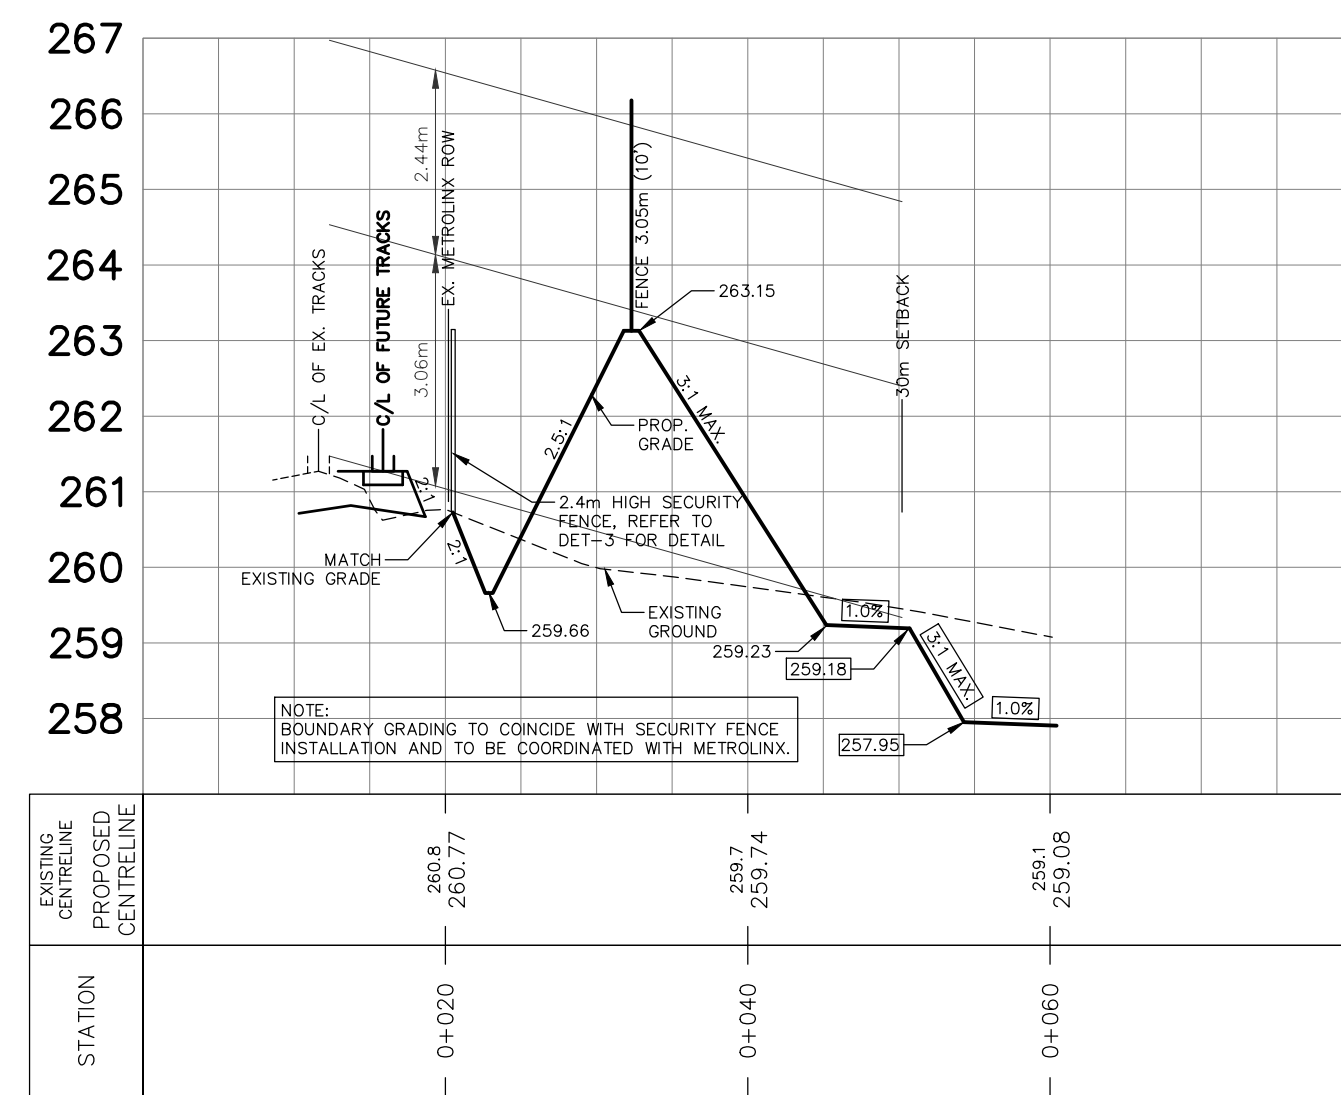 267
266
265
264
263
262
261
260
259
258
2.44m
3.06m
EX. METROLINX ROW
C/L OF EX. TRACKS
C/L OF FUTURE TRACKS
FENCE 3.05m (10')
263.15
30m SETBACK
3:1 MAX.
2.5:1
PROP.
GRADE
2:1
2.4m HIGH SECURITY
FENCE, REFER TO
DET-3 FOR DETAIL
MATCH
EXISTING GRADE
2:1
259.66
EXISTING
GROUND
1.0%
259.23
259.18
3:1 MAX.
1.0%
257.95
NOTE:
BOUNDARY GRADING TO COINCIDE WITH SECURITY FENCE
INSTALLATION AND TO BE COORDINATED WITH METROLINX.
EXISTING
CENTRELINE
PROPOSED
CENTRELINE
260.8
260.77
259.7
259.74
259.1
259.08
STATION
0+020
0+040
0+060